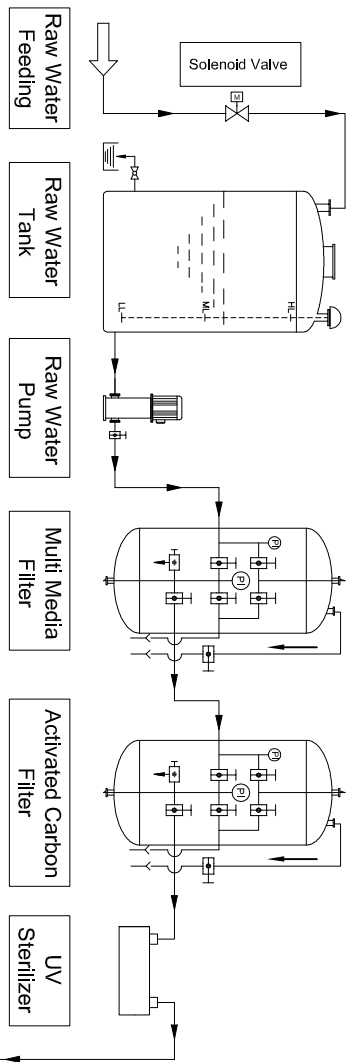 Solenoid Valve
M
HL
ML
LL
PI
PI
PI
PI
Raw Water
Feeding
Raw Water
Tank
Raw Water
Pump
Multi Media
Filter
Activated Carbon
Filter
UV
Sterilizer